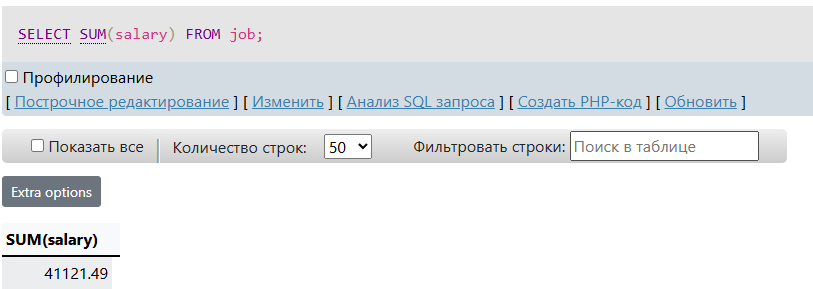 SELECT SUM(salary) FROM job;
Профилирование
[ Построчное редактирование ] [ Изменить ] [ Анализ SQL запроса ] [ Создать PHP-код ] [ Обновить ]
Показать все Количество строк: 50 Фильтровать строки: Поиск в таблице
Extra options
SUM(salary)
41121.49